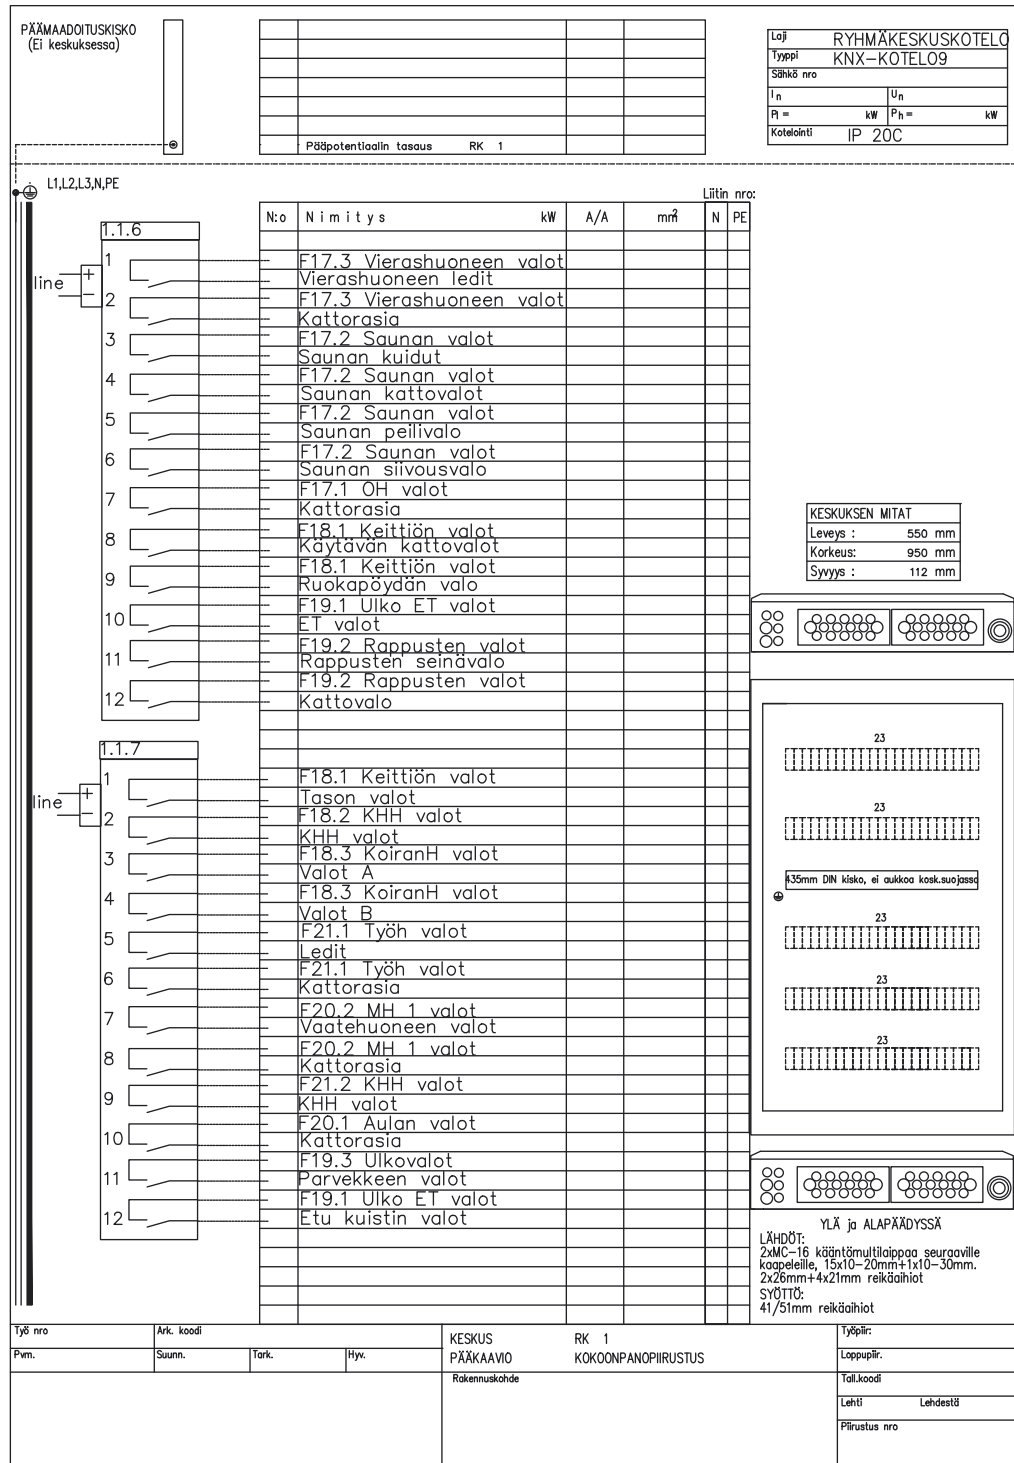 PÄÄMAADOITUSKISKO
(Ei keskuksessa)
Pääpotentiaalin tasaus RK 1
Laji RYHMÄKESKUSKOTELO
Tyyppi KNX-KOTELO9
Sähkö nro
In Un
Pi = kW Ph = kW
Kotelointi IP 20C
L1,L2,L3,N,PE
Liitin nro:
N:o Nimitys kW A/A mm² N PE
1.1.6
line
+
−
1 F17.3 Vierashuoneen valot
Vierashuoneen ledit
2 F17.3 Vierashuoneen valot
Kattorasia
3 F17.2 Saunan valot
Saunan kuidut
4 F17.2 Saunan valot
Saunan kattovalot
5 F17.2 Saunan valot
Saunan peilivalo
6 F17.2 Saunan valot
Saunan siivousvalo
7 F17.1 OH valot
Kattorasia
8 F18.1 Keittiön valot
Käytävän kattovalot
9 F18.1 Keittiön valot
Ruokapöydän valo
10 F19.1 Ulko ET valot
ET valot
11 F19.2 Rappusten valot
Rappusten seinävalo
12 F19.2 Rappusten valot
Kattovalo
1.1.7
line
+
−
1 F18.1 Keittiön valot
Tason valot
2 F18.2 KHH valot
KHH valot
3 F18.3 KoiranH valot
Valot A
4 F18.3 KoiranH valot
Valot B
5 F21.1 Työh valot
Ledit
6 F21.1 Työh valot
Kattorasia
7 F20.2 MH 1 valot
Vaatehuoneen valot
8 F20.2 MH 1 valot
Kattorasia
9 F21.2 KHH valot
KHH valot
10 F20.1 Aulan valot
Kattorasia
11 F19.3 Ulkovalot
Parvekkeen valot
12 F19.1 Ulko ET valot
Etu kuistin valot
KESKUKSEN MITAT
Leveys : 550 mm
Korkeus: 950 mm
Syvyys : 112 mm
23
23
435mm DIN kisko, ei aukkoa kosk.suojassa
23
23
23
YLÄ ja ALAPÄÄDYSSÄ
LÄHDÖT:
2xMC-16 kääntömultilaippaa seuraaville
kaapeleille, 15x10-20mm+1x10-30mm.
2x26mm+4x21mm reikäaihiot
SYÖTTÖ:
41/51mm reikäaihiot
Työ nro Ark. koodi
Pvm. Suunn. Tark. Hyv.
KESKUS RK 1
PÄÄKAAVIO KOKOONPANOPIIRUSTUS
Rakennuskohde
Työpiir:
Loppupiir.
Tall.koodi
Lehti Lehdestä
Piirustus nro